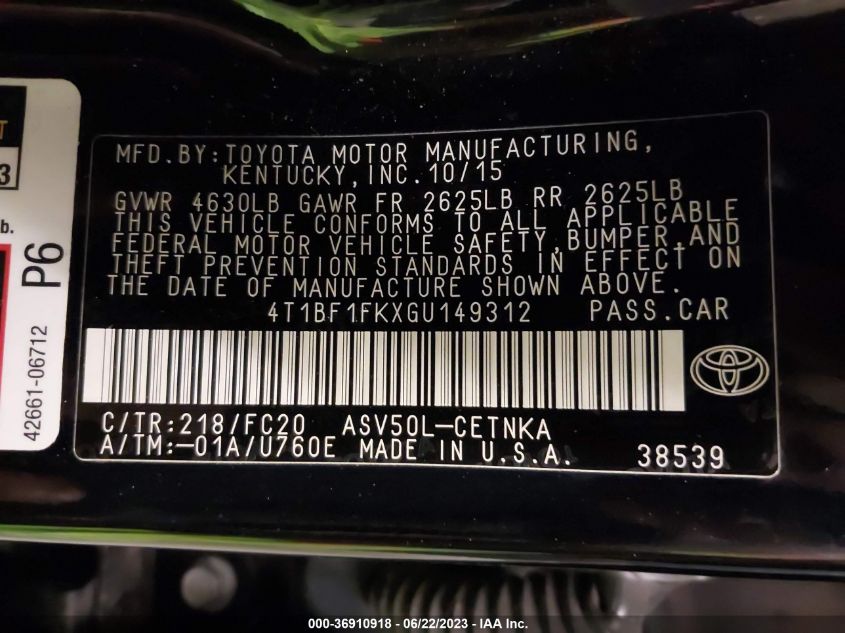 T
3
b.
P6
42661-06712
MFD.BY:TOYOTA MOTOR MANUFACTURING,
KENTUCKY,INC.10/15
GVWR 4630LB GAWR FR 2625LB RR 2625LB
THIS VEHICLE CONFORMS TO ALL APPLICABLE
FEDERAL MOTOR VEHICLE SAFETY,BUMPER,AND
THEFT PREVENTION STANDARDS IN EFFECT ON
THE DATE OF MANUFACTURE SHOWN ABOVE.
4T1BF1FKXGU149312 PASS.CAR
C/TR:218/FC20 ASV50L-CETNKA
A/TM:-01A/U760E MADE IN U.S.A. 38539
000-36910918 - 06/22/2023 - IAA Inc.